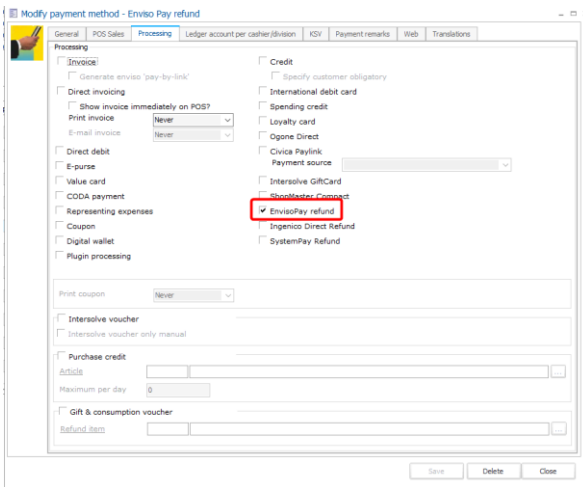 Modify payment method - Enviso Pay refund
General POS Sales Processing Ledger account per cashier/division KSV Payment remarks Web Translations
Processing
Invoice Credit
Generate enviso 'pay-by-link' Specify customer obligatory
Direct invoicing International debit card
Show invoice immediately on POS? Spending credit
Print invoice Never Loyalty card
E-mail invoice Never Ogone Direct
Direct debit Civica Paylink
E-purse Payment source
Value card Intersolve GiftCard
CODA payment ShopMaster Compact
Representing expenses EnvisoPay refund
Coupon Ingenico Direct Refund
Digital wallet SystemPay Refund
Plugin processing
Print coupon Never
Intersolve voucher
Intersolve voucher only manual
Purchase credit
Article ...
Maximum per day 0
Gift & consumption voucher
Refund item ...
Save Delete Close